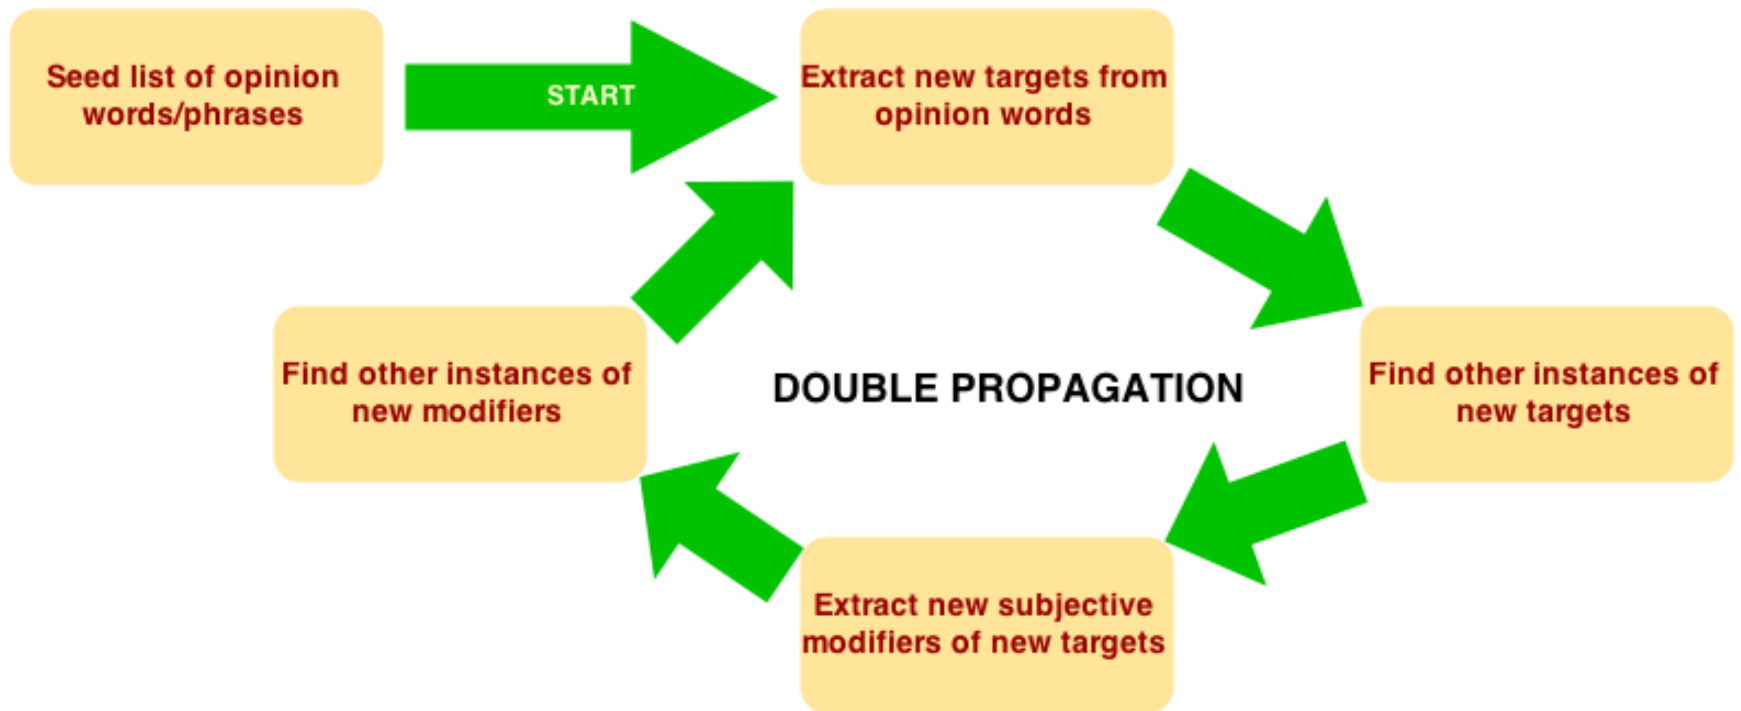 Seed list of opinion
words/phrases
START
Extract new targets from
opinion words
Find other instances of
new modifiers
DOUBLE PROPAGATION
Find other instances of
new targets
Extract new subjective
modifiers of new targets